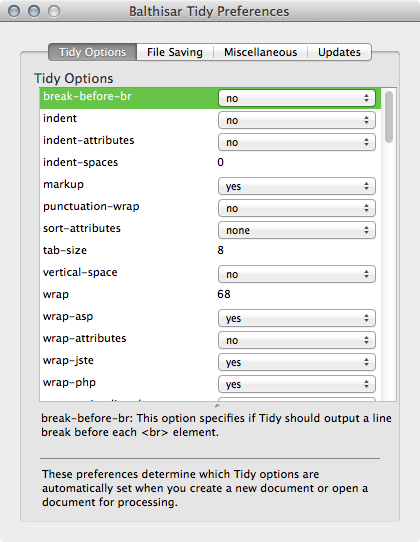 Balthisar Tidy Preferences
Tidy Options File Saving Miscellaneous Updates
Tidy Options
break-before-br no
indent no
indent-attributes no
indent-spaces 0
markup yes
punctuation-wrap no
sort-attributes none
tab-size 8
vertical-space no
wrap 68
wrap-asp yes
wrap-attributes no
wrap-jste yes
wrap-php yes
break-before-br: This option specifies if Tidy should output a line
break before each <br> element.
These preferences determine which Tidy options are
automatically set when you create a new document or open a
document for processing.